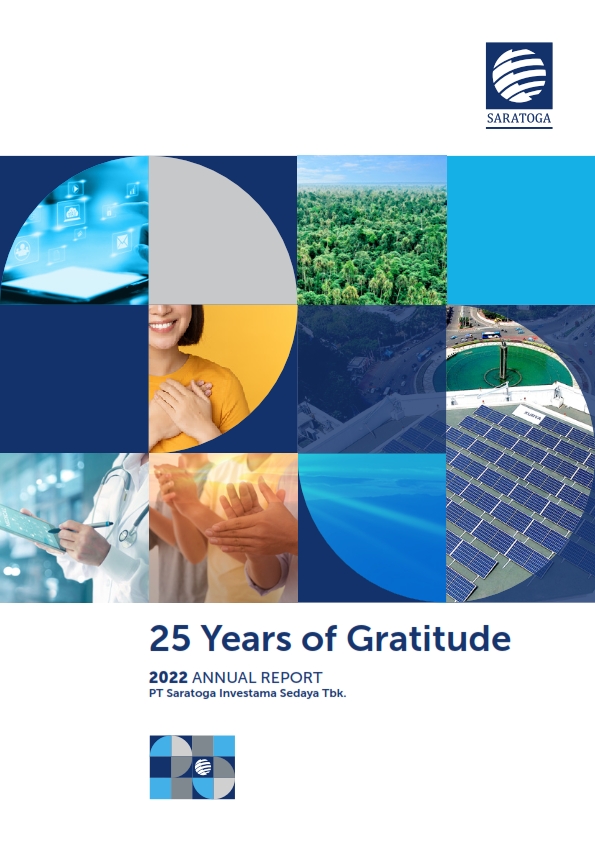 SARATOGA
25 Years of Gratitude
2022 ANNUAL REPORT
PT Saratoga Investama Sedaya Tbk.